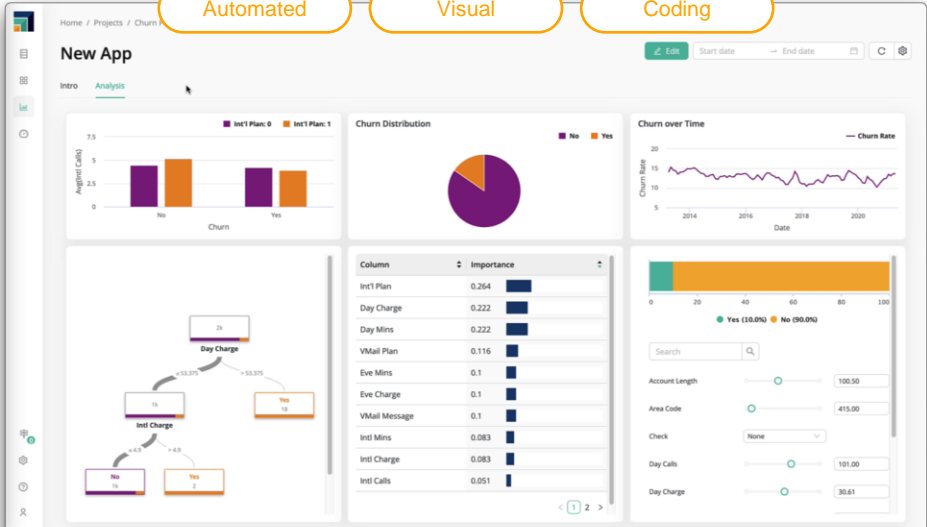 Automated Visual Coding
Home / Projects / Churn
New App
Edit Start date → End date
Intro Analysis
Int'l Plan: 0 Int'l Plan: 1
7.5
5
2.5
0
Avg(Intl Calls)
No Yes
Churn
Churn Distribution
No Yes
Churn over Time
Churn Rate
20
15
10
5
Churn Rate
2014 2016 2018 2020
Date
2k
Day Charge
≤ 53.375 > 53.375
1k
Intl Charge
Yes
18
≤ 4.9 > 4.9
No
1k
Yes
2
Column Importance
Int'l Plan 0.264
Day Charge 0.222
Day Mins 0.222
VMail Plan 0.116
Eve Mins 0.1
Eve Charge 0.1
VMail Message 0.1
Intl Mins 0.083
Intl Charge 0.083
Intl Calls 0.051
< 1 2 >
0 20 40 60 80 100
Yes (10.0%) No (90.0%)
Search
Account Length 100.50
Area Code 415.00
Check None
Day Calls 101.00
Day Charge 30.61
0